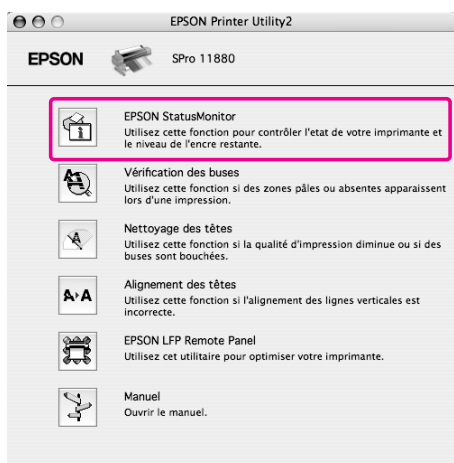 EPSON Printer Utility2
EPSON
SPro 11880
EPSON StatusMonitor
Utilisez cette fonction pour contrôler l'etat de votre imprimante et
le niveau de l'encre restante.
Vérification des buses
Utilisez cette fonction si des zones pâles ou absentes apparaissent
lors d'une impression.
Nettoyage des têtes
Utilisez cette fonction si la qualité d'impression diminue ou si des
buses sont bouchées.
Alignement des têtes
Utilisez cette fonction si l'alignement des lignes verticales est
incorrecte.
EPSON LFP Remote Panel
Utilisez cet utilitaire pour optimiser votre imprimante.
Manuel
Ouvrir le manuel.